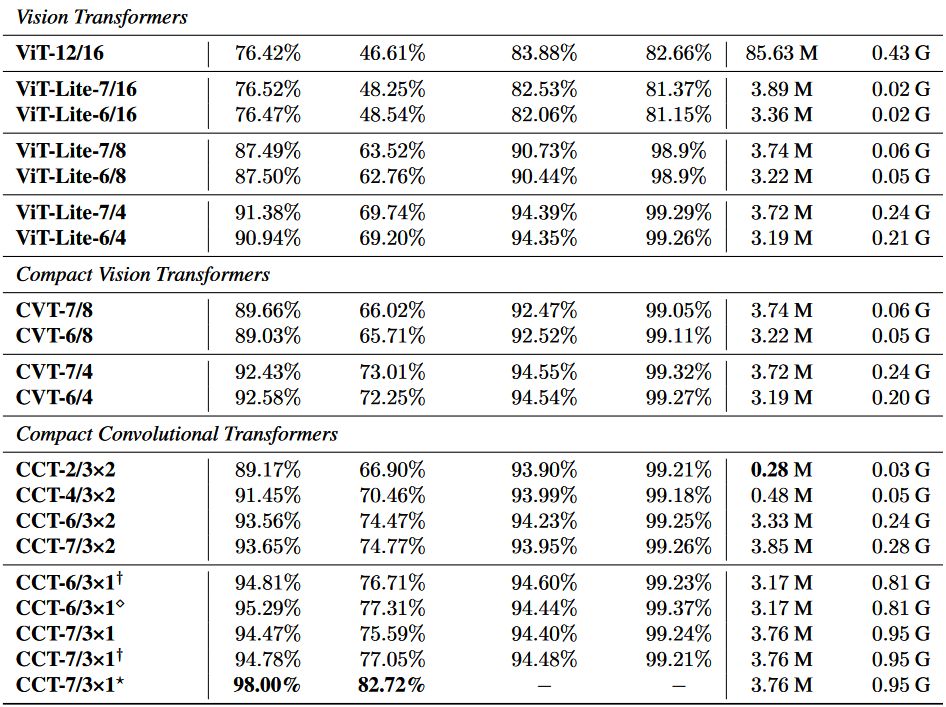 Vision Transformers
ViT-12/16 76.42% 46.61% 83.88% 82.66% 85.63 M 0.43 G
ViT-Lite-7/16 76.52% 48.25% 82.53% 81.37% 3.89 M 0.02 G
ViT-Lite-6/16 76.47% 48.54% 82.06% 81.15% 3.36 M 0.02 G
ViT-Lite-7/8 87.49% 63.52% 90.73% 98.9% 3.74 M 0.06 G
ViT-Lite-6/8 87.50% 62.76% 90.44% 98.9% 3.22 M 0.05 G
ViT-Lite-7/4 91.38% 69.74% 94.39% 99.29% 3.72 M 0.24 G
ViT-Lite-6/4 90.94% 69.20% 94.35% 99.26% 3.19 M 0.21 G
Compact Vision Transformers
CVT-7/8 89.66% 66.02% 92.47% 99.05% 3.74 M 0.06 G
CVT-6/8 89.03% 65.71% 92.52% 99.11% 3.22 M 0.05 G
CVT-7/4 92.43% 73.01% 94.55% 99.32% 3.72 M 0.24 G
CVT-6/4 92.58% 72.25% 94.54% 99.27% 3.19 M 0.20 G
Compact Convolutional Transformers
CCT-2/3×2 89.17% 66.90% 93.90% 99.21% 0.28 M 0.03 G
CCT-4/3×2 91.45% 70.46% 93.99% 99.18% 0.48 M 0.05 G
CCT-6/3×2 93.56% 74.47% 94.23% 99.25% 3.33 M 0.24 G
CCT-7/3×2 93.65% 74.77% 93.95% 99.26% 3.85 M 0.28 G
CCT-6/3×1† 94.81% 76.71% 94.60% 99.23% 3.17 M 0.81 G
CCT-6/3×1⋄ 95.29% 77.31% 94.44% 99.37% 3.17 M 0.81 G
CCT-7/3×1 94.47% 75.59% 94.40% 99.24% 3.76 M 0.95 G
CCT-7/3×1† 94.78% 77.05% 94.48% 99.21% 3.76 M 0.95 G
CCT-7/3×1⋆ 98.00% 82.72% – – 3.76 M 0.95 G